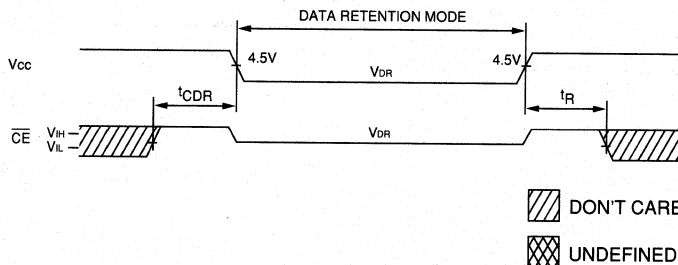 DATA RETENTION MODE
Vcc
4.5V
VDR
4.5V
tCDR
tR
CE
VIH
VIL
VDR
DON'T CARE
UNDEFINED